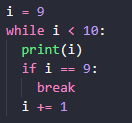 i = 9
while i < 10:
  print(i)
  if i == 9:
    break
  i += 1